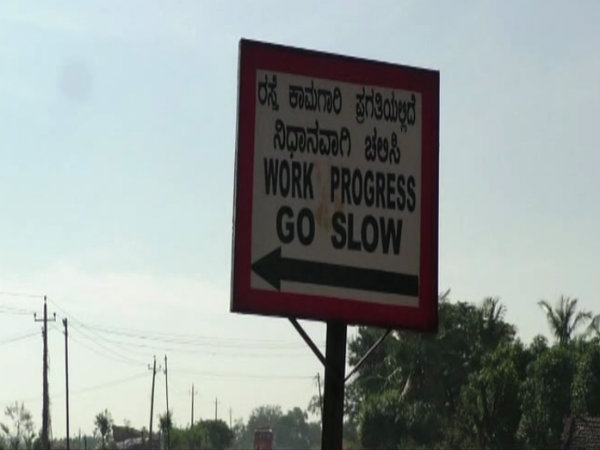 ರಸ್ತೆ ಕಾಮಗಾರಿ ಪ್ರಗತಿಯಲ್ಲಿದೆ
ನಿಧಾನವಾಗಿ ಚಲಿಸಿ
WORK PROGRESS
GO SLOW